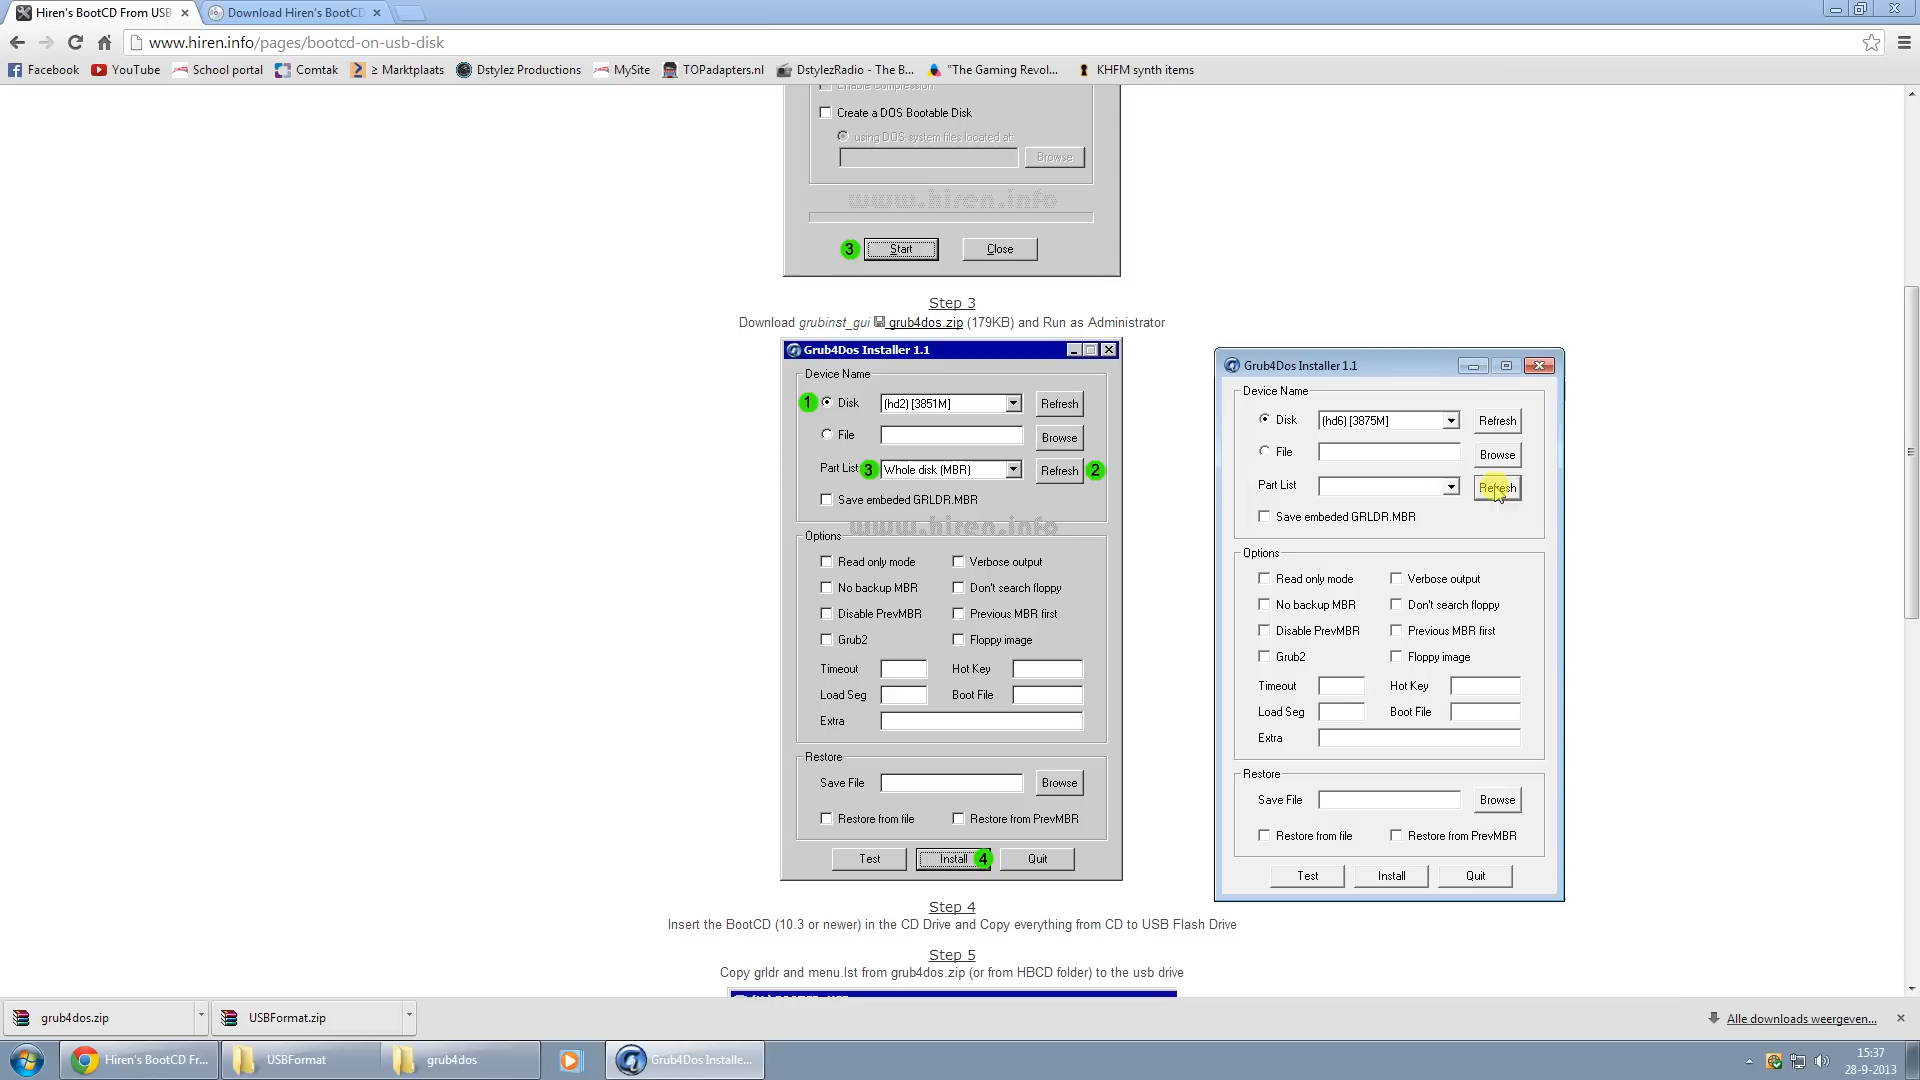 Hiren's BootCD From USB
Download Hiren's BootCD
www.hiren.info/pages/bootcd-on-usb-disk
Facebook
YouTube
School portal
Comtak
≥ Marktplaats
Dstylez Productions
MySite
TOPadapters.nl
DstylezRadio - The B...
"The Gaming Revol...
KHFM synth items
Enable Compression
Create a DOS Bootable Disk
using DOS system files located at:
Browse
www.hiren.info
3 Start
Close
Step 3
Download grubinst_gui grub4dos.zip (179KB) and Run as Administrator
Grub4Dos Installer 1.1
Device Name
1 Disk (hd2) [3851M] Refresh
File Browse
Part List 3 Whole disk (MBR) Refresh 2
Save embeded GRLDR.MBR
www.hiren.info
Options
Read only mode Verbose output
No backup MBR Don't search floppy
Disable PrevMBR Previous MBR first
Grub2 Floppy image
Timeout Hot Key
Load Seg Boot File
Extra
Restore
Save File Browse
Restore from file Restore from PrevMBR
Test Install 4 Quit
Grub4Dos Installer 1.1
Device Name
Disk (hd6) [3875M] Refresh
File Browse
Part List Refresh
Save embeded GRLDR.MBR
Options
Read only mode Verbose output
No backup MBR Don't search floppy
Disable PrevMBR Previous MBR first
Grub2 Floppy image
Timeout Hot Key
Load Seg Boot File
Extra
Restore
Save File Browse
Restore from file Restore from PrevMBR
Test Install Quit
Step 4
Insert the BootCD (10.3 or newer) in the CD Drive and Copy everything from CD to USB Flash Drive
Step 5
Copy grldr and menu.lst from grub4dos.zip (or from HBCD folder) to the usb drive
grub4dos.zip
USBFormat.zip
Alle downloads weergeven...
Hiren's BootCD Fr...
USBFormat
grub4dos
Grub4Dos Installe...
15:37
28-9-2013